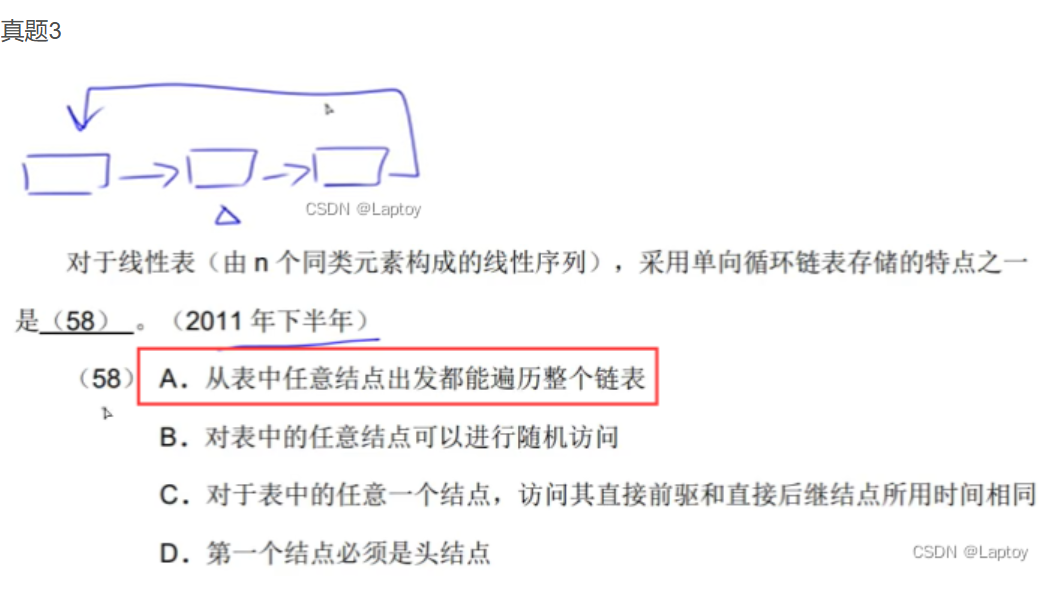 真题3
CSDN @Laptoy
对于线性表（由 n 个同类元素构成的线性序列），采用单向循环链表存储的特点之一
是（58）。（2011 年下半年）
（58）A．从表中任意结点出发都能遍历整个链表
B．对表中的任意结点可以进行随机访问
C．对于表中的任意一个结点，访问其直接前驱和直接后继结点所用时间相同
D．第一个结点必须是头结点
CSDN @Laptoy